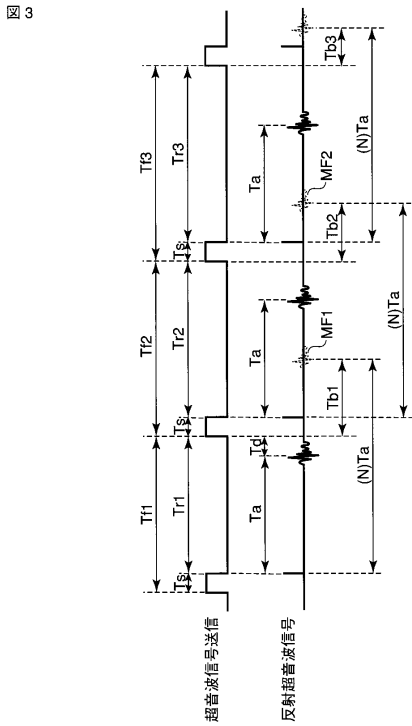 図3
Tf1
Tf2
Tf3
Ts
Tr1
Ts
Tr2
Ts
Tr3
超音波信号送信
Ta
Td
Ta
Ta
反射超音波信号
MF1
MF2
Tb1
Tb2
Tb3
(N)Ta
(N)Ta
(N)Ta